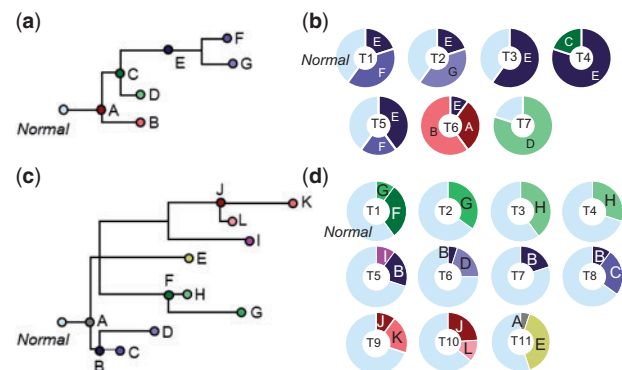 (a)
F
E
G
C
D
A
B
Normal
(b)
Normal
E T1 F
E T2 G
T3 E
C T4 E
T5 E F
E T6 A B
T7 D
(c)
J K
L
I
E
F H
G
A
Normal
D
B C
(d)
Normal
G T1 F
T2 G
T3 H
T4 H
I T5 B
B T6 D
T7 B
B T8 C
J T9 K
T10 J L
A T11 E